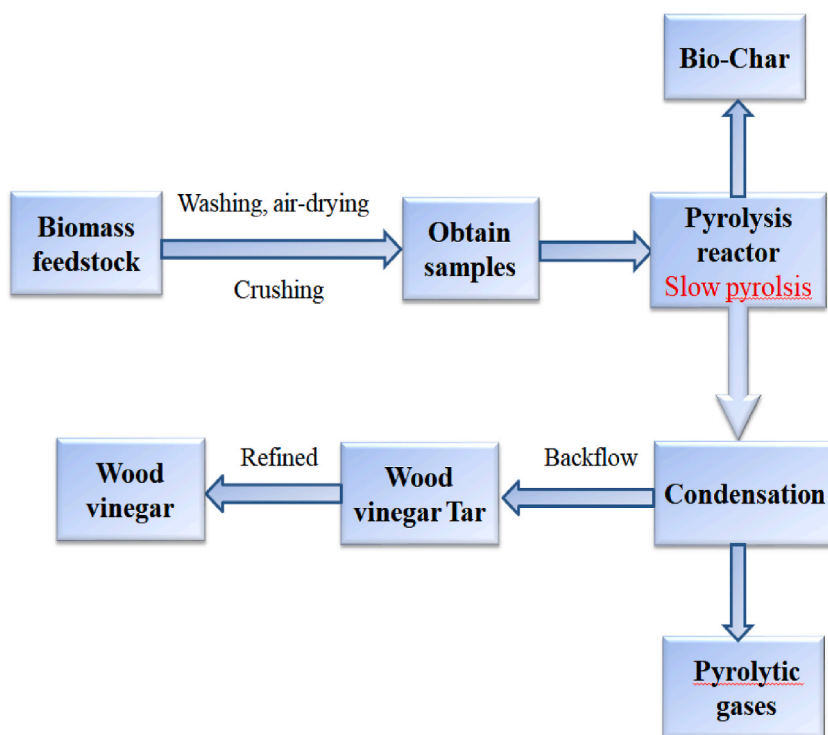 Bio-Char
Washing, air-drying
Biomass
feedstock
Crushing
Obtain
samples
Pyrolysis
reactor
Slow pyrolsis
Condensation
Backflow
Wood
vinegar Tar
Refined
Wood
vinegar
Pyrolytic
gases